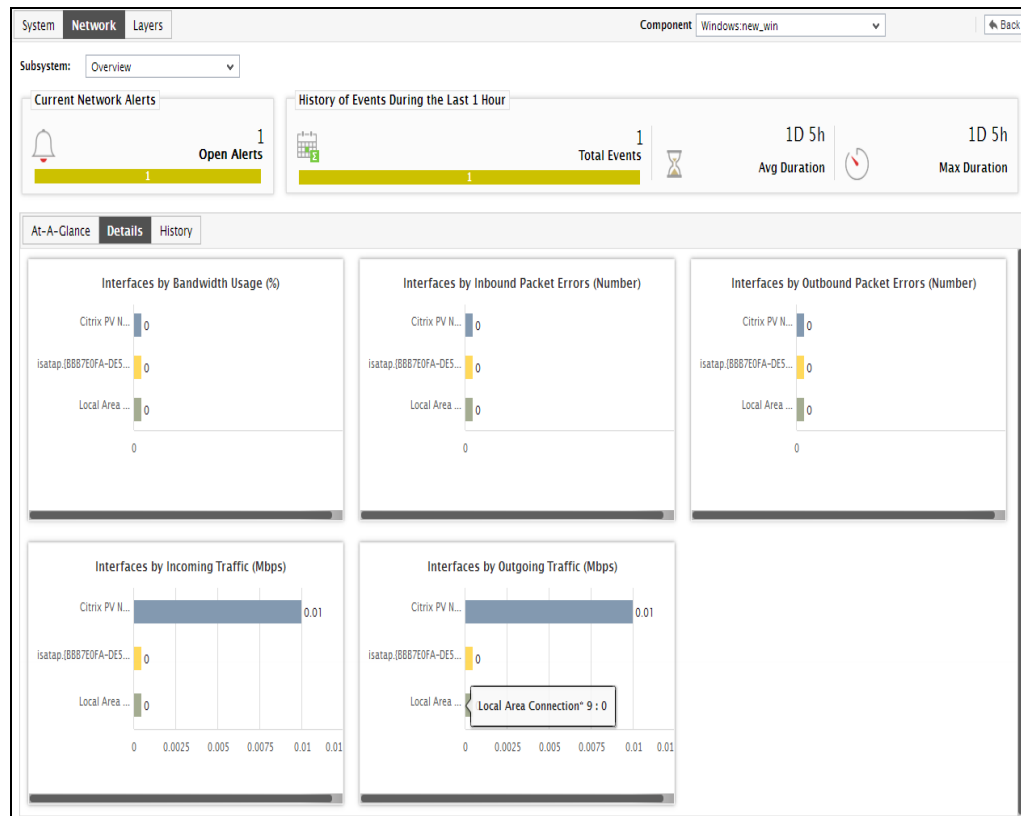 System Network Layers Component Windows:new_win Back
Subsystem: Overview
Current Network Alerts
1
Open Alerts
1
History of Events During the Last 1 Hour
1
Total Events
1
1D 5h
Avg Duration
1D 5h
Max Duration
At-A-Glance Details History
Interfaces by Bandwidth Usage (%)
Citrix PV N... 0
isatap.{BBB7E0FA-DE5... 0
Local Area ... 0
0
Interfaces by Inbound Packet Errors (Number)
Citrix PV N... 0
isatap.{BBB7E0FA-DE5... 0
Local Area ... 0
0
Interfaces by Outbound Packet Errors (Number)
Citrix PV N... 0
isatap.{BBB7E0FA-DE5... 0
Local Area ... 0
0
Interfaces by Incoming Traffic (Mbps)
Citrix PV N... 0.01
isatap.{BBB7E0FA-DE5... 0
Local Area ... 0
0 0.0025 0.005 0.0075 0.01 0.01
Interfaces by Outgoing Traffic (Mbps)
Citrix PV N... 0.01
isatap.{BBB7E0FA-DE5... 0
Local Area ... Local Area Connection* 9 : 0
0 0.0025 0.005 0.0075 0.01 0.01